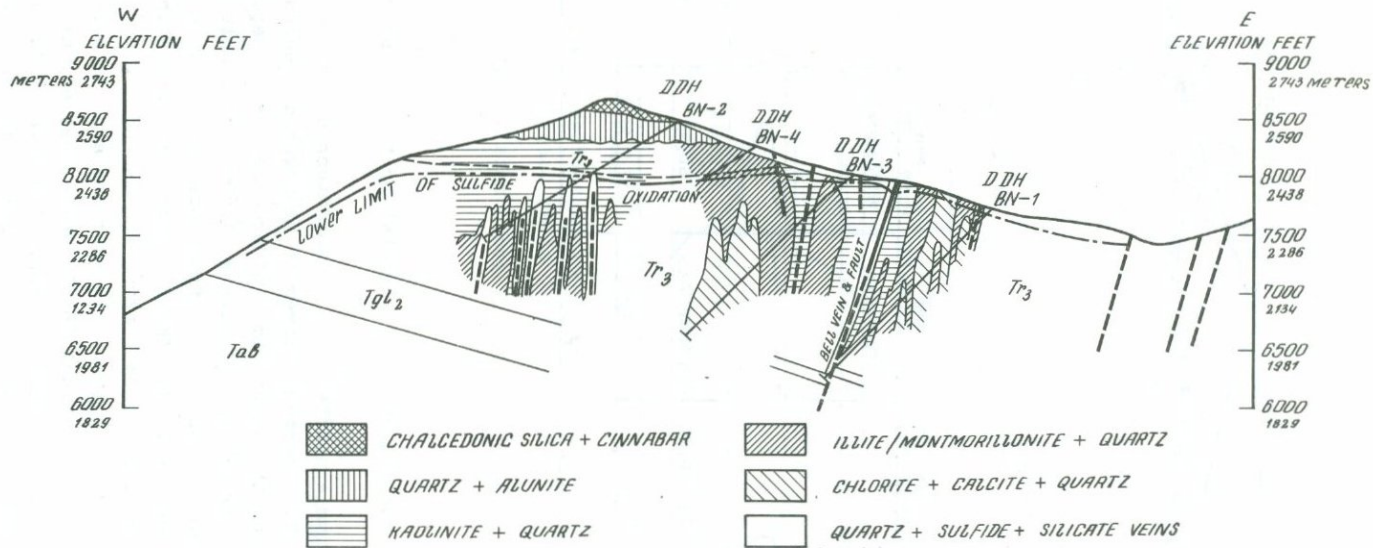 W
ELEVATION FEET
9000
METERS 2743
8500
2590
8000
2438
7500
2286
7000
1234
6500
1981
6000
1829
E
ELEVATION FEET
9000
2743 METERS
8500
2590
8000
2438
7500
2286
7000
2134
6500
1981
6000
1829
DDH
BN-2
DDH
BN-4
DDH
BN-3
DDH
BN-1
Tr3
LOWER LIMIT OF SULFIDE OXIDATION
Tgl2
Tr3
Tr3
Tab
BELL VEIN & FAULT
CHALCEDONIC SILICA + CINNABAR
QUARTZ + ALUNITE
KAOLINITE + QUARTZ
ILLITE/MONTMORILLONITE + QUARTZ
CHLORITE + CALCITE + QUARTZ
QUARTZ + SULFIDE + SILICATE VEINS